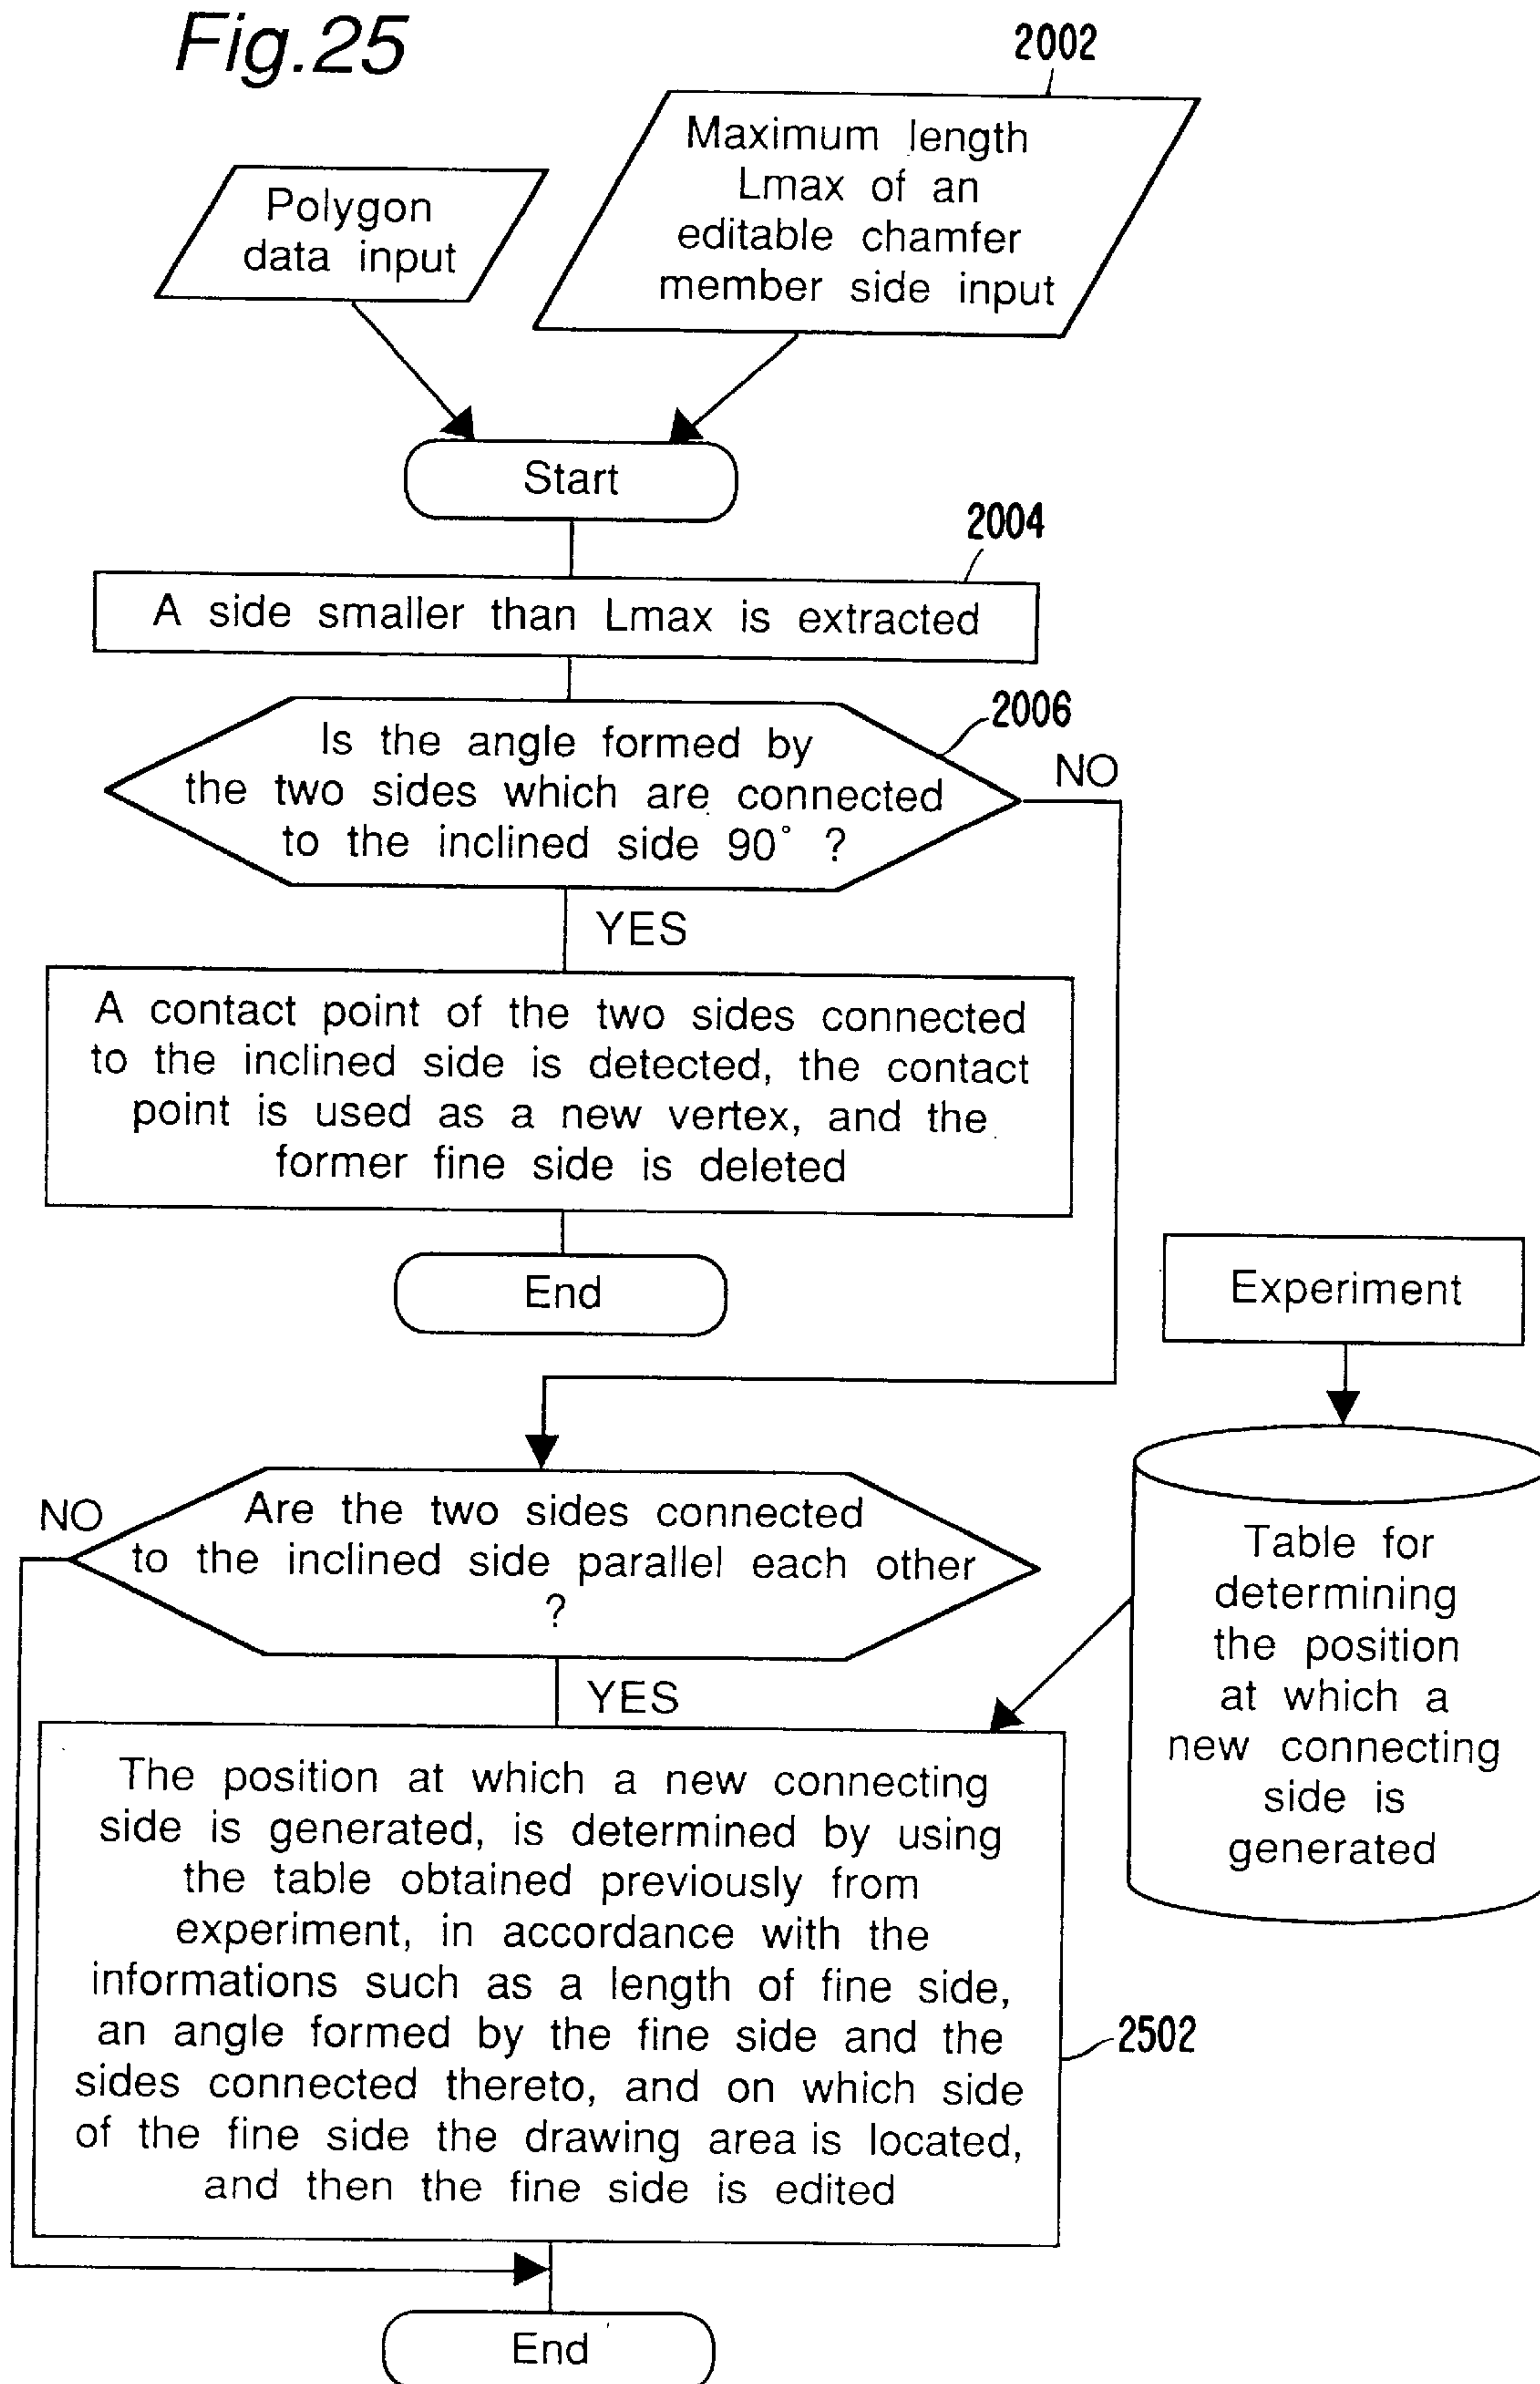 Fig.25
2002
Maximum length
Lmax of an
editable chamfer
member side input
Polygon
data input
Start
2004
A side smaller than Lmax is extracted
2006
Is the angle formed by
the two sides which are connected
to the inclined side 90° ?
NO
YES
A contact point of the two sides connected
to the inclined side is detected, the contact
point is used as a new vertex, and the
former fine side is deleted
End
Experiment
NO
Are the two sides connected
to the inclined side parallel each other
?
YES
Table for
determining
the position
at which a
new connecting
side is
generated
The position at which a new connecting
side is generated, is determined by using
the table obtained previously from
experiment, in accordance with the
informations such as a length of fine side,
an angle formed by the fine side and the
sides connected thereto, and on which side
of the fine side the drawing area is located,
and then the fine side is edited
2502
End